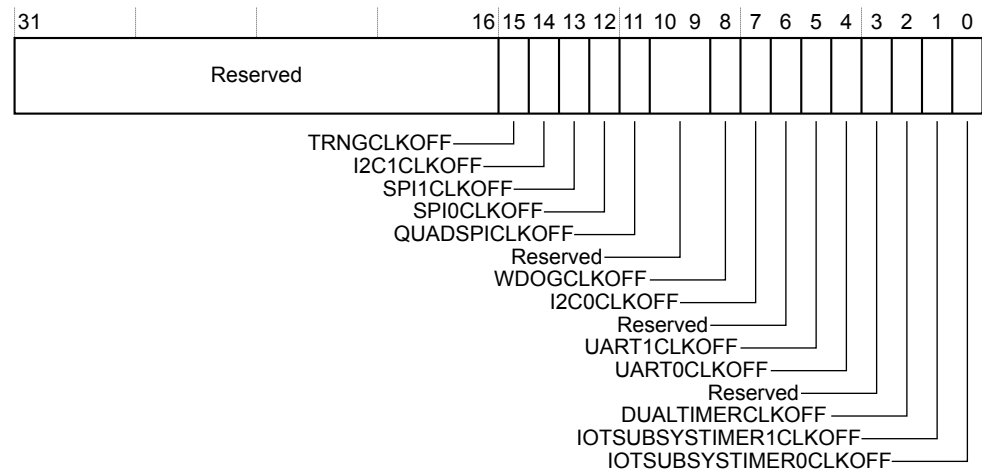 31 16 15 14 13 12 11 10 9 8 7 6 5 4 3 2 1 0
Reserved
TRNGCLKOFF
I2C1CLKOFF
SPI1CLKOFF
SPI0CLKOFF
QUADSPICLKOFF
Reserved
WDOGCLKOFF
I2C0CLKOFF
Reserved
UART1CLKOFF
UART0CLKOFF
Reserved
DUALTIMERCLKOFF
IOTSUBSYSTIMER1CLKOFF
IOTSUBSYSTIMER0CLKOFF